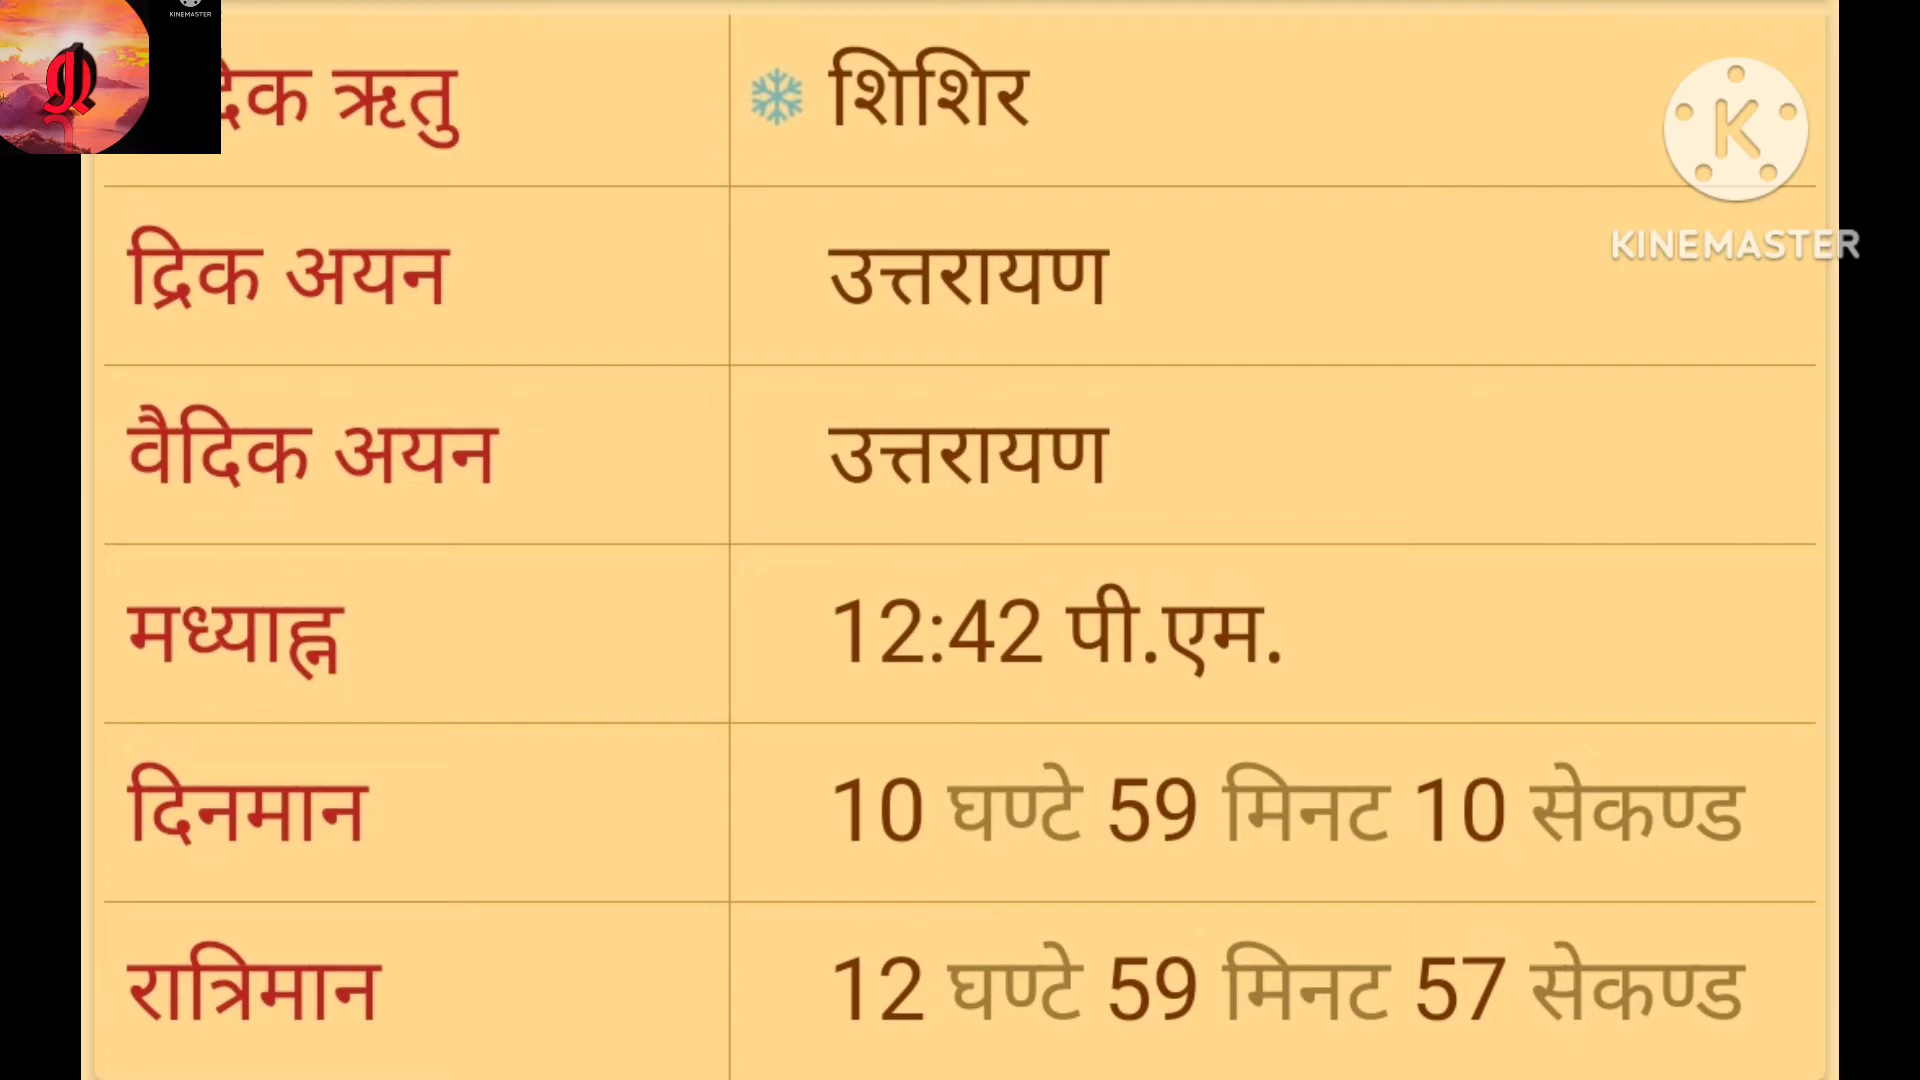 KINEMASTER
ऋतु शिशिर
KINEMASTER
द्रिक अयन उत्तरायण
वैदिक अयन उत्तरायण
मध्याह्न 12:42 पी.एम.
दिनमान 10 घण्टे 59 मिनट 10 सेकण्ड
रात्रिमान 12 घण्टे 59 मिनट 57 सेकण्ड